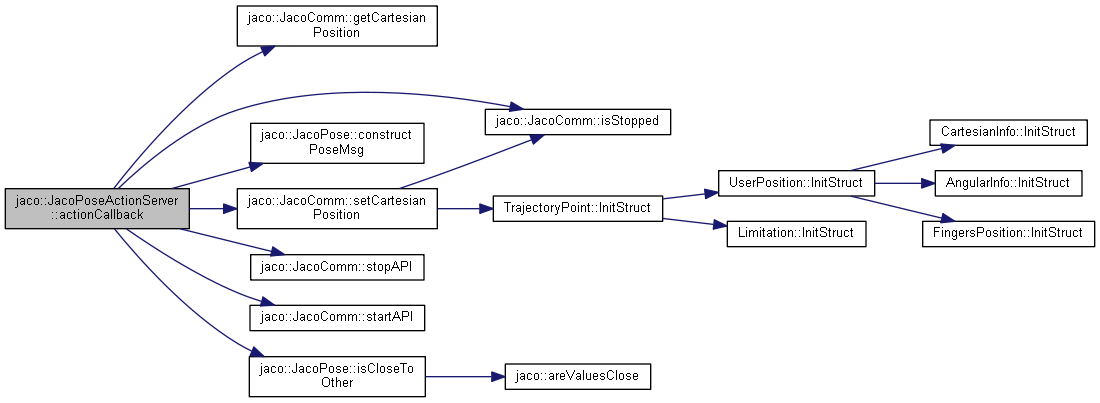 jaco::JacoPoseActionServer
::actionCallback
jaco::JacoComm::getCartesian
Position
jaco::JacoComm::isStopped
jaco::JacoPose::construct
PoseMsg
jaco::JacoComm::setCartesian
Position
TrajectoryPoint::InitStruct
UserPosition::InitStruct
CartesianInfo::InitStruct
AngularInfo::InitStruct
FingersPosition::InitStruct
Limitation::InitStruct
jaco::JacoComm::stopAPI
jaco::JacoComm::startAPI
jaco::JacoPose::isCloseTo
Other
jaco::areValuesClose